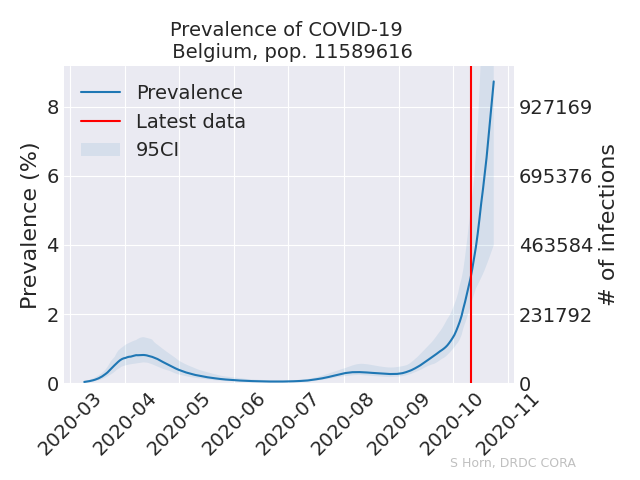 Prevalence of COVID-19
Belgium, pop. 11589616
Prevalence
Latest data
95CI
Prevalence (%)
8
6
4
2
0
927169
695376
463584
231792
0
# of infections
2020-03
2020-04
2020-05
2020-06
2020-07
2020-08
2020-09
2020-10
2020-11
S Horn, DRDC CORA